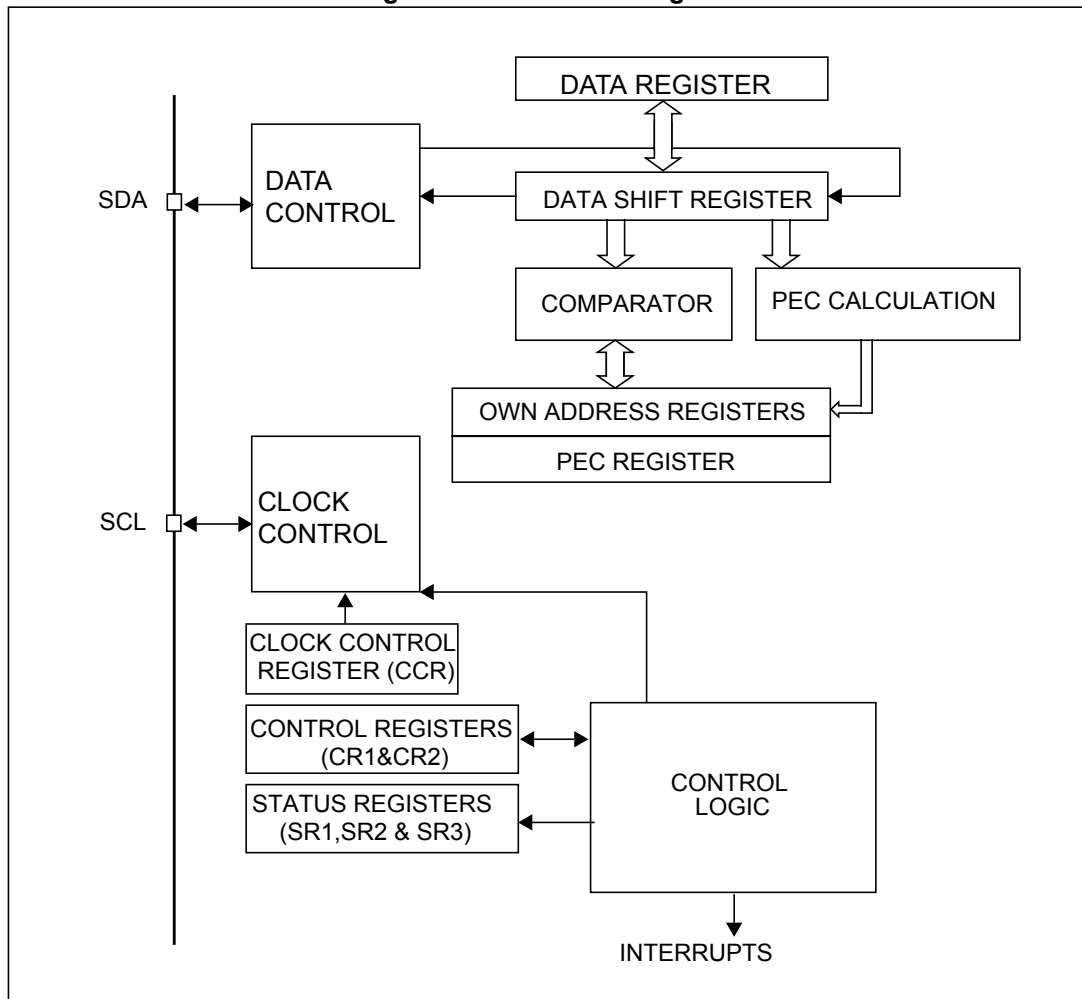 DATA REGISTER
DATA
CONTROL
SDA
DATA SHIFT REGISTER
COMPARATOR
PEC CALCULATION
OWN ADDRESS REGISTERS
PEC REGISTER
CLOCK
CONTROL
SCL
CLOCK CONTROL
REGISTER (CCR)
CONTROL REGISTERS
(CR1&CR2)
STATUS REGISTERS
(SR1,SR2 & SR3)
CONTROL
LOGIC
INTERRUPTS